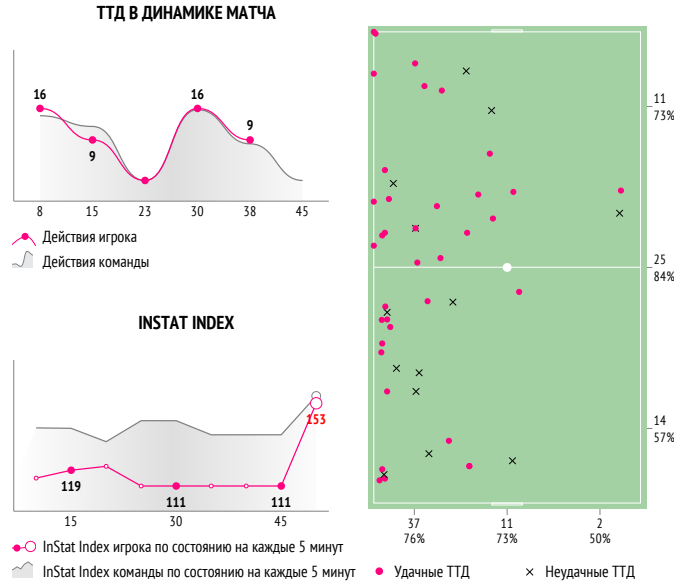 ТТД В ДИНАМИКЕ МАТЧА
16
9
16
9
8 15 23 30 38 45
Действия игрока
Действия команды
INSTAT INDEX
153
119
111
111
15 30 45
InStat Index игрока по состоянию на каждые 5 минут
InStat Index команды по состоянию на каждые 5 минут
11
73%
25
84%
14
57%
37 11 2
76% 73% 50%
Удачные ТТД Неудачные ТТД